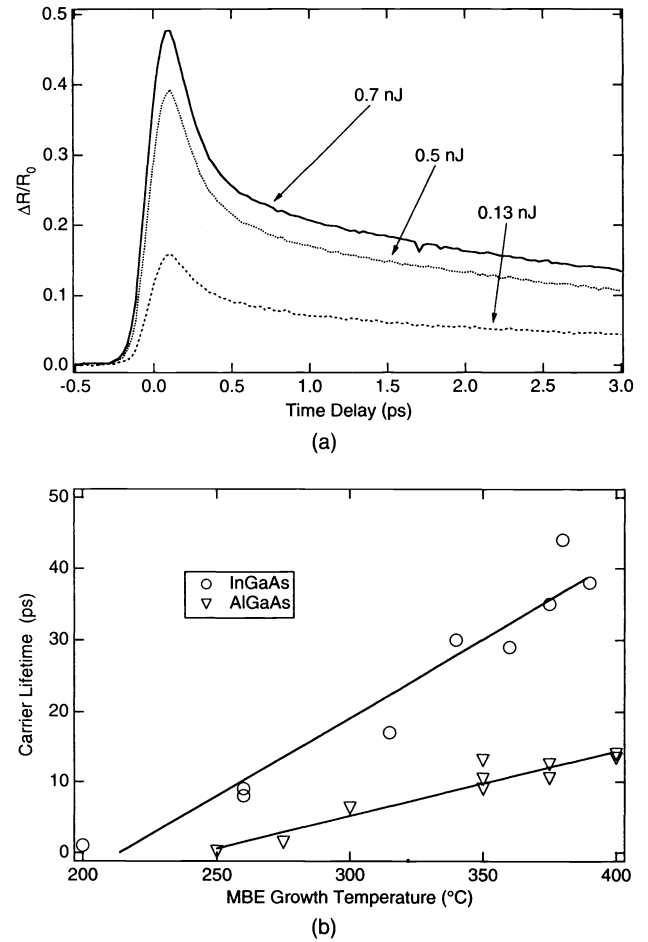 0.5
0.4
0.3
0.2
0.1
0.0
ΔR/R0
0.7 nJ
0.5 nJ
0.13 nJ
-0.5 0.0 0.5 1.0 1.5 2.0 2.5 3.0
Time Delay (ps)
(a)
50
40
30
20
10
0
Carrier Lifetime (ps)
InGaAs
AlGaAs
200 250 300 350 400
MBE Growth Temperature (°C)
(b)